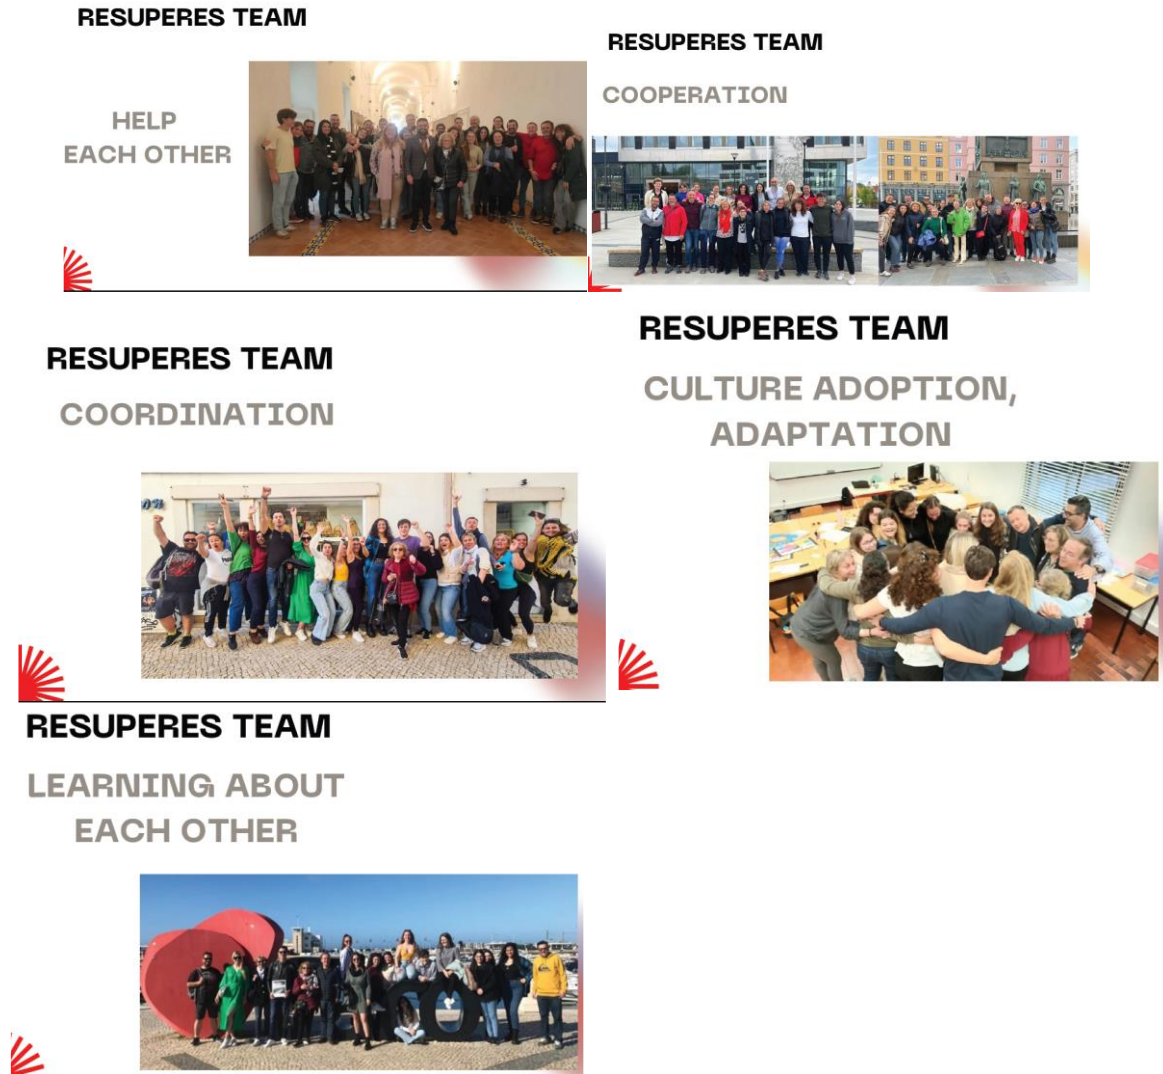 RESUPERES TEAM
HELP
EACH OTHER
RESUPERES TEAM
COOPERATION
RESUPERES TEAM
COORDINATION
RESUPERES TEAM
CULTURE ADOPTION,
ADAPTATION
RESUPERES TEAM
LEARNING ABOUT
EACH OTHER